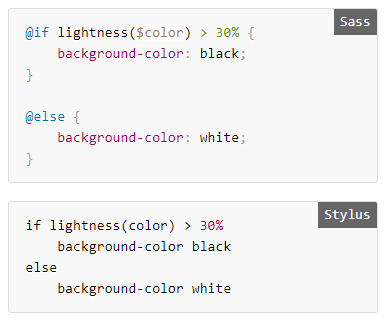 Sass
@if lightness($color) > 30% {
    background-color: black;
}
@else {
    background-color: white;
}
Stylus
if lightness(color) > 30%
    background-color black
else
    background-color white